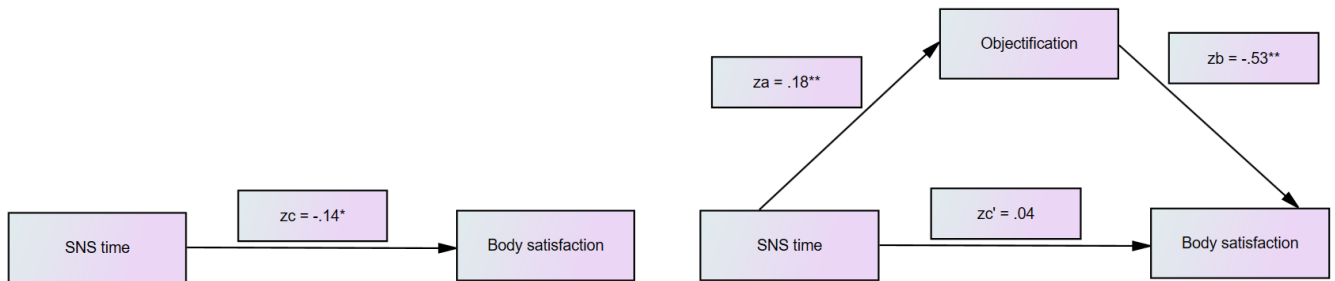 zc = -.14*
SNS time
Body satisfaction
Objectification
za = .18**
zb = -.53**
zc' = .04
SNS time
Body satisfaction